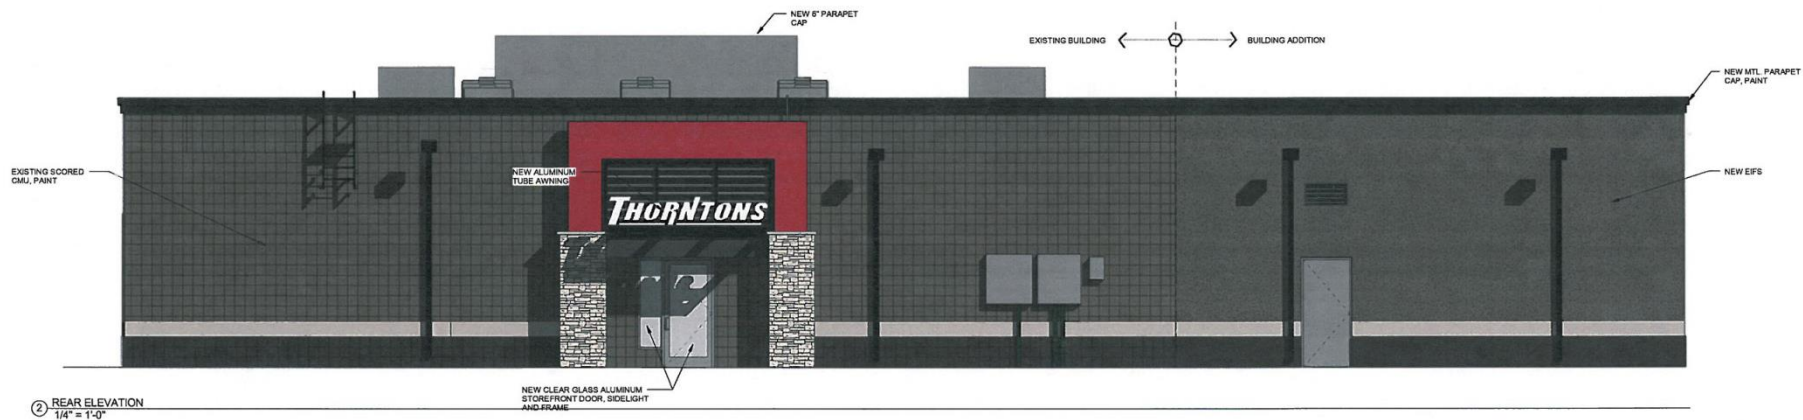 NEW 6" PARAPET
CAP
EXISTING BUILDING
BUILDING ADDITION
NEW MTL. PARAPET
CAP, PAINT
EXISTING SCORED
CMU, PAINT
NEW ALUMINUM
TUBE AWNING
NEW EIFS
THORNTONS
NEW CLEAR GLASS ALUMINUM
STOREFRONT DOOR, SIDELIGHT
AND FRAME
2 REAR ELEVATION
1/4" = 1'-0"